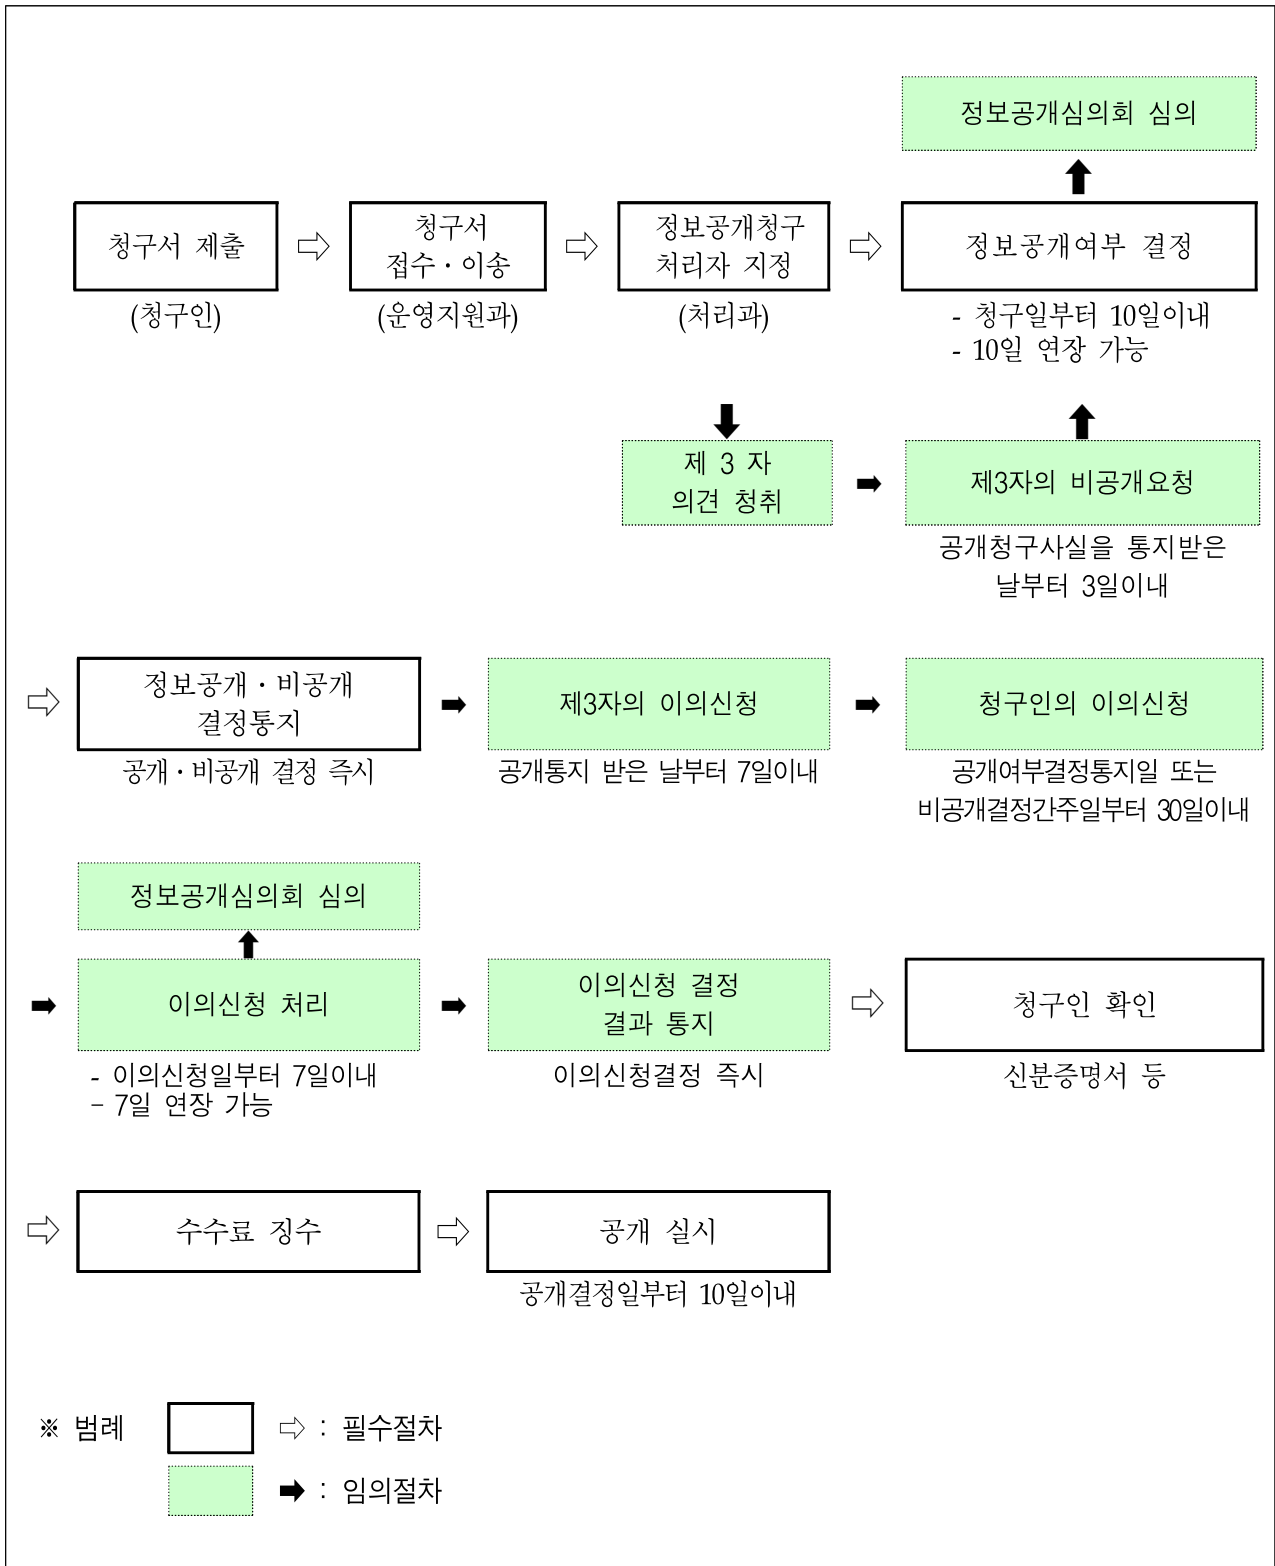 정보공개심의회 심의
청구서 제출
(청구인)
청구서
접수·이송
(운영지원과)
정보공개청구
처리자 지정
(처리과)
정보공개여부 결정
- 청구일부터 10일이내
- 10일 연장 가능
제 3 자
의견 청취
제3자의 비공개요청
공개청구사실을 통지받은
날부터 3일이내
정보공개·비공개
결정통지
공개·비공개 결정 즉시
제3자의 이의신청
공개통지 받은 날부터 7일이내
청구인의 이의신청
공개여부결정통지일 또는
비공개결정간주일부터 30일이내
정보공개심의회 심의
이의신청 처리
- 이의신청일부터 7일이내
- 7일 연장 가능
이의신청 결정
결과 통지
이의신청결정 즉시
청구인 확인
신분증명서 등
수수료 징수
공개 실시
공개결정일부터 10일이내
※ 범례
⇨ : 필수절차
➡ : 임의절차